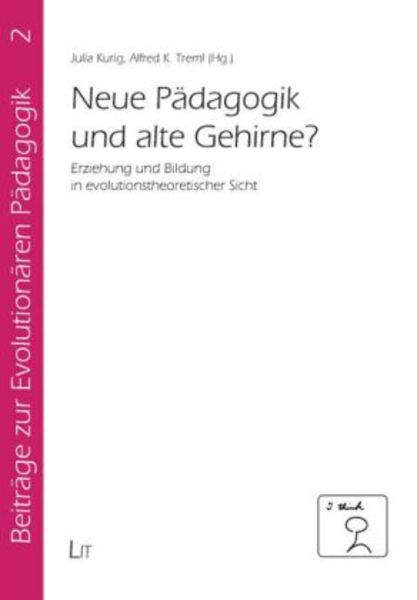 Julia Kurig, Alfred K. Treml (Hg.)
Neue Pädagogik
und alte Gehirne?
Erziehung und Bildung
in evolutionstheoretischer Sicht
Beiträge zur Evolutionären Pädagogik 2
I think
LIT